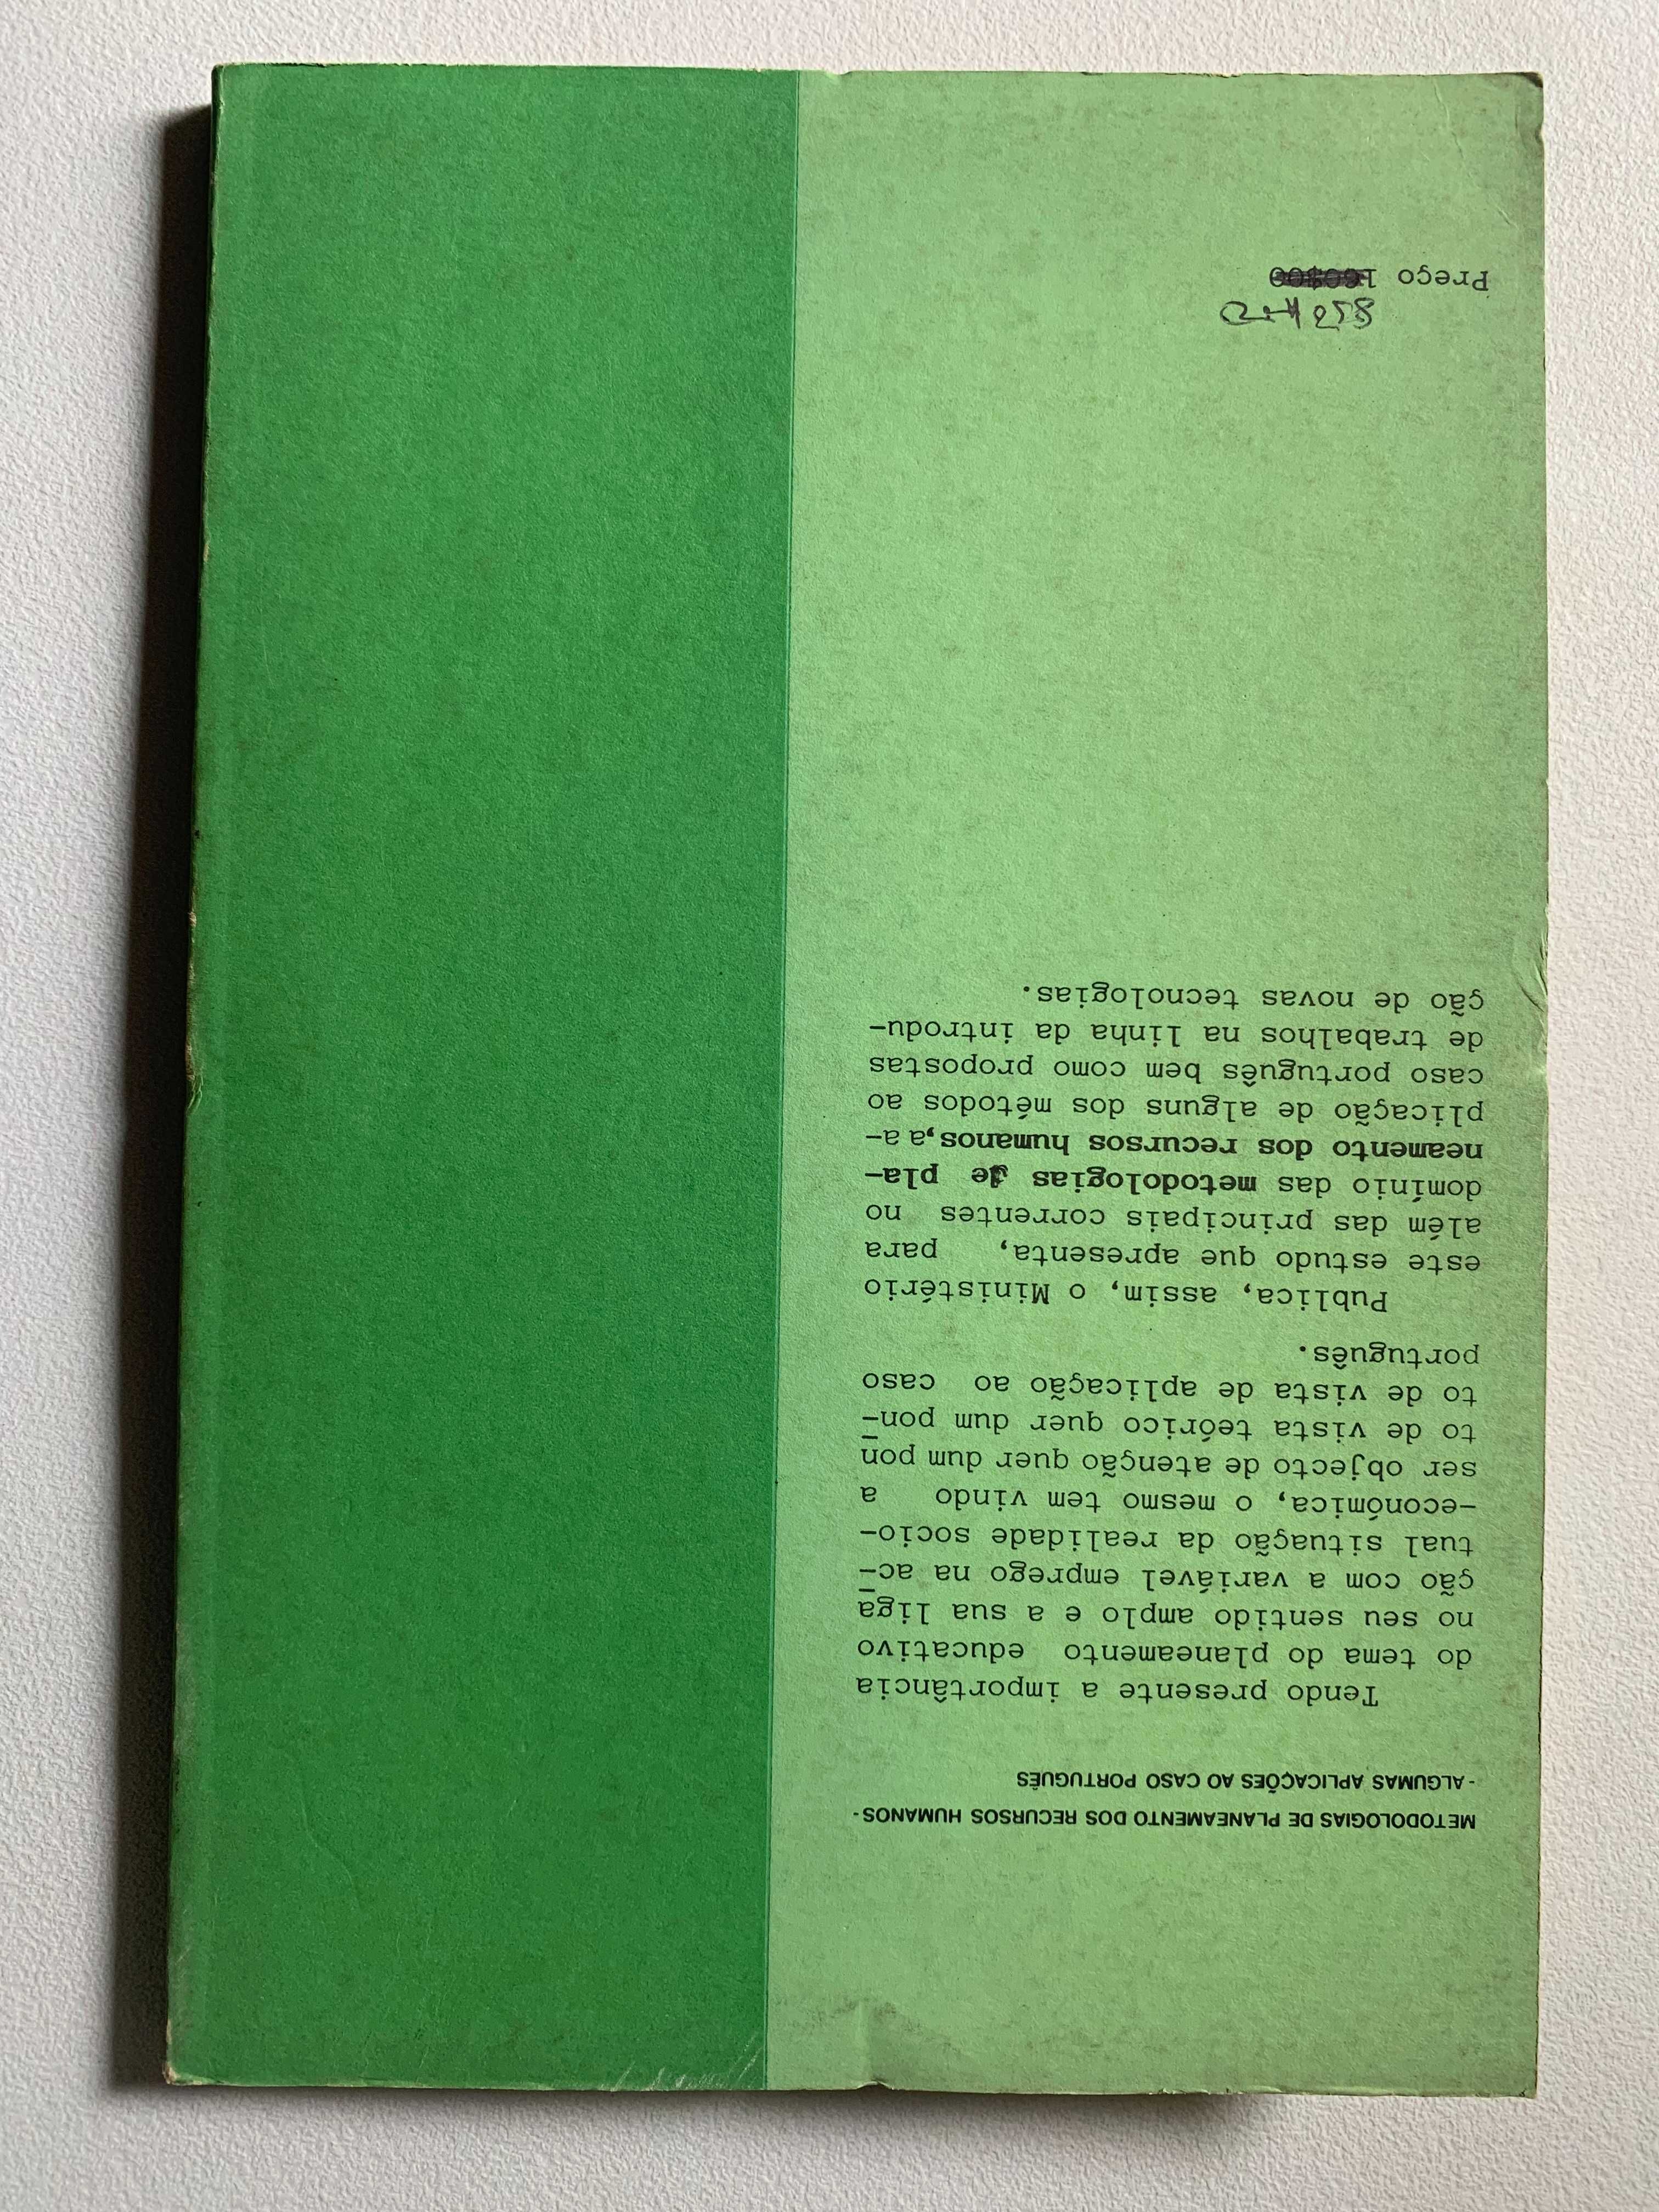 METODOLOGIAS DE PLANEAMENTO DOS RECURSOS HUMANOS-
-ALGUMAS APLICAÇÕES AO CASO PORTUGUÊS
Tendo presente a importância
do tema do planeamento educativo
no seu sentido amplo e a sua liga
ção com a variável emprego na ac-
tual situação da realidade socio-
-económica, o mesmo tem vindo a
ser objecto de atenção quer dum pon
to de vista teórico quer dum pon-
to de vista de aplicação ao caso
português.
Publica, assim, o Ministério
este estudo que apresenta, para
além das principais correntes no
domínio das metodologias de pla-
neamento dos recursos humanos, a a-
plicação de alguns dos métodos ao
caso português bem como propostas
de trabalhos na linha da introdu-
ção de novas tecnologias.
Preço